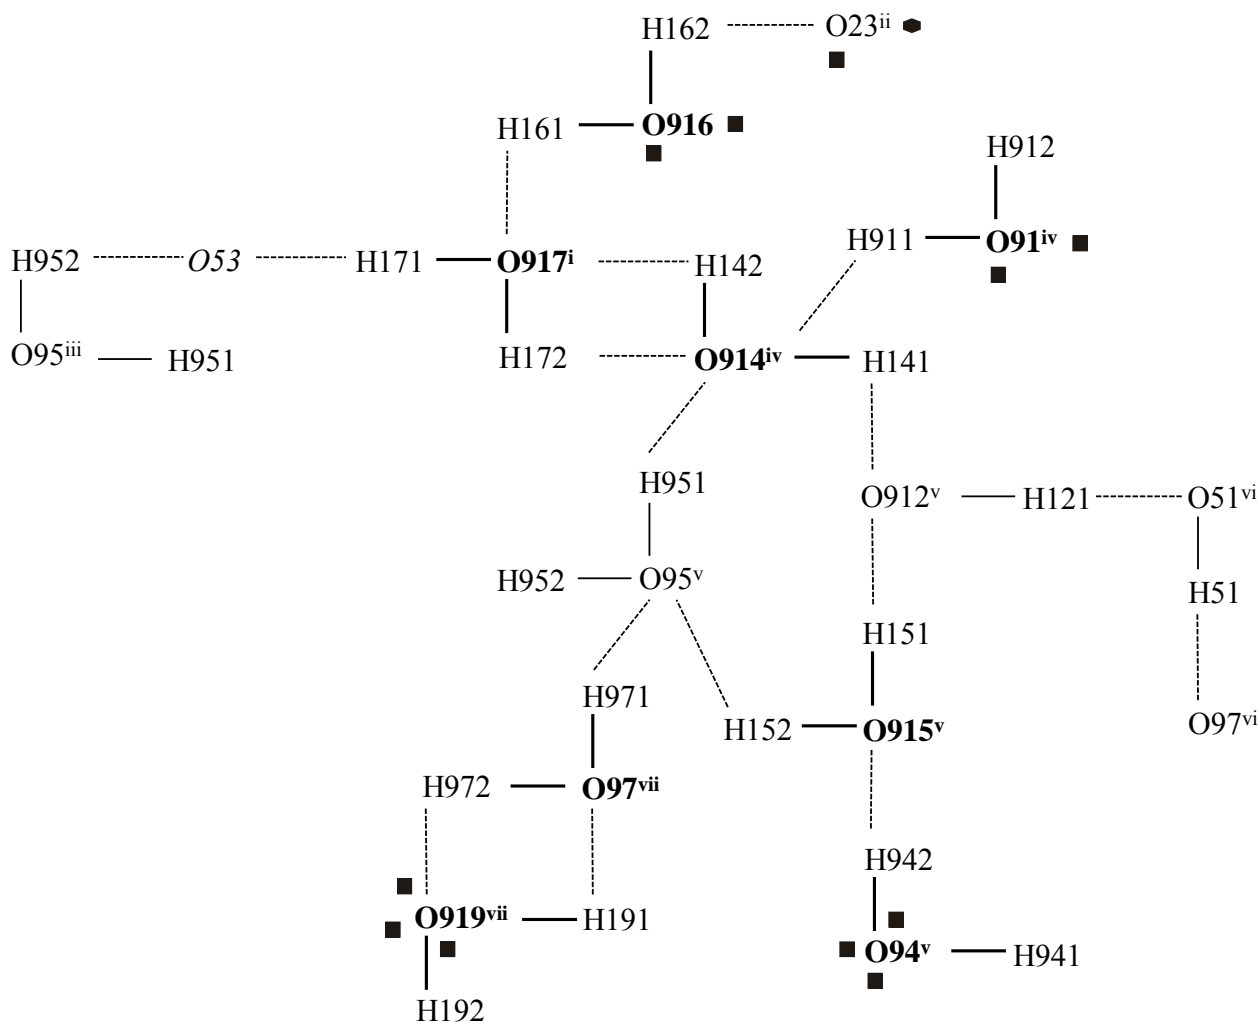 H162 O23ii
H161 O916
H912
H952 O53 H171 O917i H142 H911 O91iv
O95iii H951 H172 O914iv H141
H951 O912v H121 O51vi
H952 O95v H51
H151
H971 H152 O915v O97vi
H972 O97vii
H942
O919vii H191 O94v H941
H192